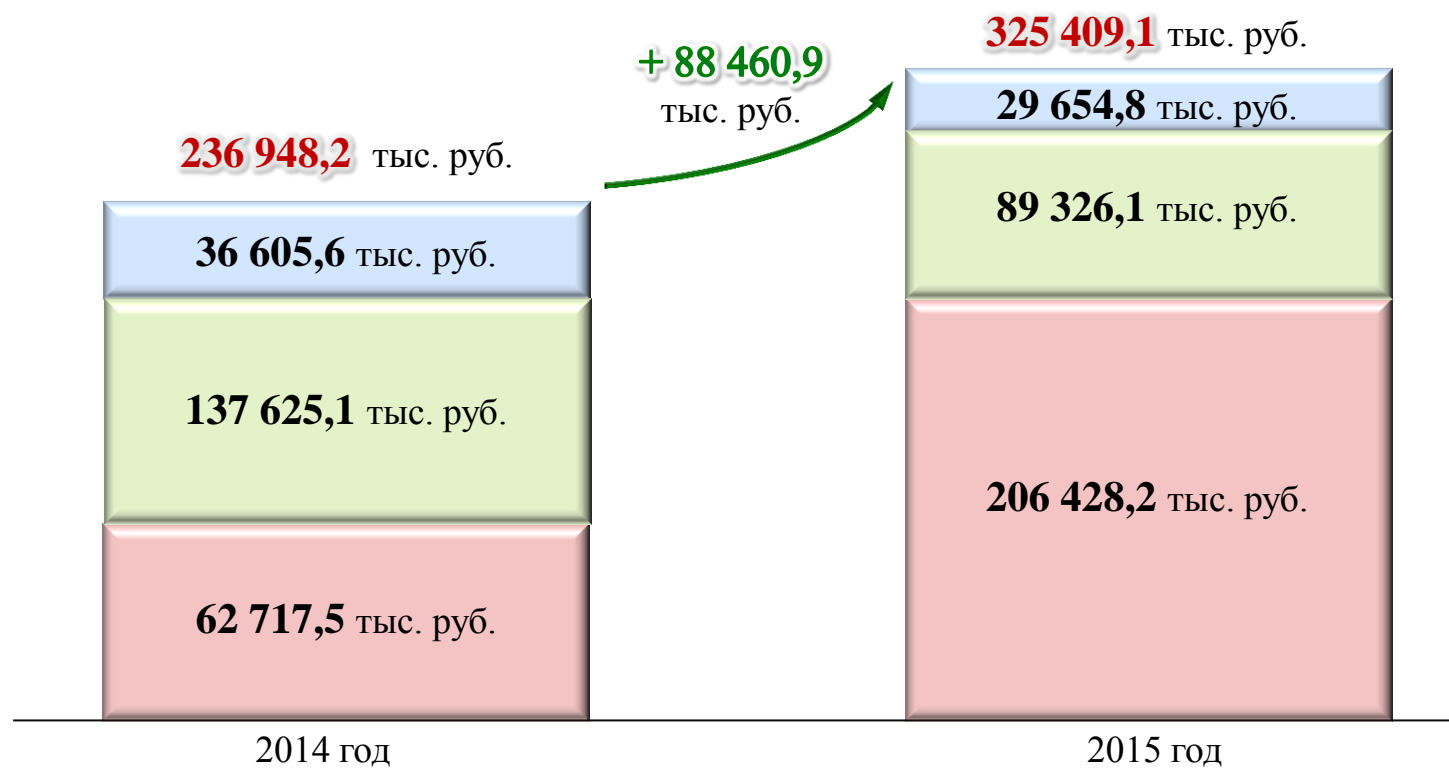 325 409,1 тыс. руб.
+ 88 460,9
тыс. руб.
29 654,8 тыс. руб.
236 948,2 тыс. руб.
89 326,1 тыс. руб.
36 605,6 тыс. руб.
137 625,1 тыс. руб.
206 428,2 тыс. руб.
62 717,5 тыс. руб.
2014 год
2015 год